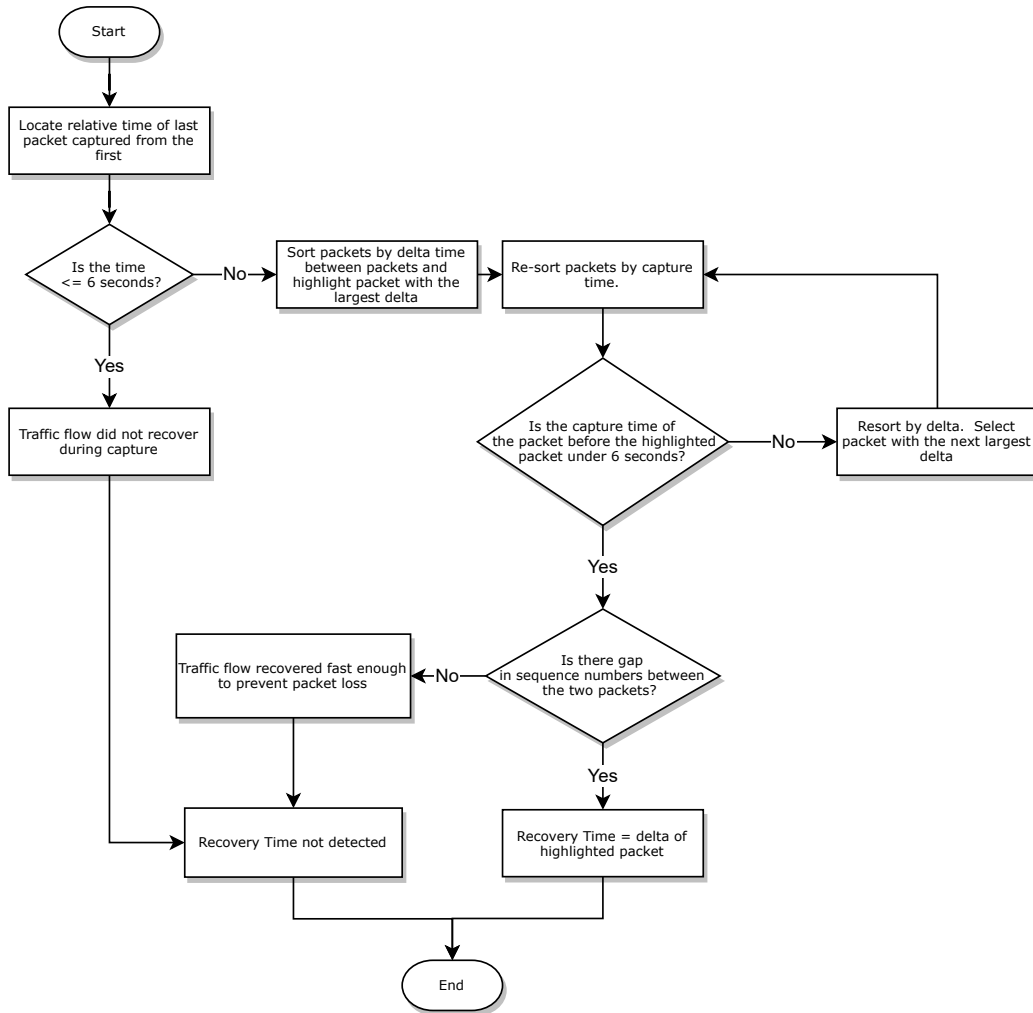 Start
Locate relative time of last
packet captured from the
first
Is the time
<= 6 seconds?
No
Sort packets by delta time
between packets and
highlight packet with the
largest delta
Re-sort packets by capture
time.
Yes
Traffic flow did not recover
during capture
Is the capture time of
the packet before the highlighted
packet under 6 seconds?
No
Resort by delta.  Select
packet with the next largest
delta
Yes
Is there gap
in sequence numbers between
the two packets?
No
Traffic flow recovered fast enough
to prevent packet loss
Yes
Recovery Time not detected
Recovery Time = delta of
highlighted packet
End